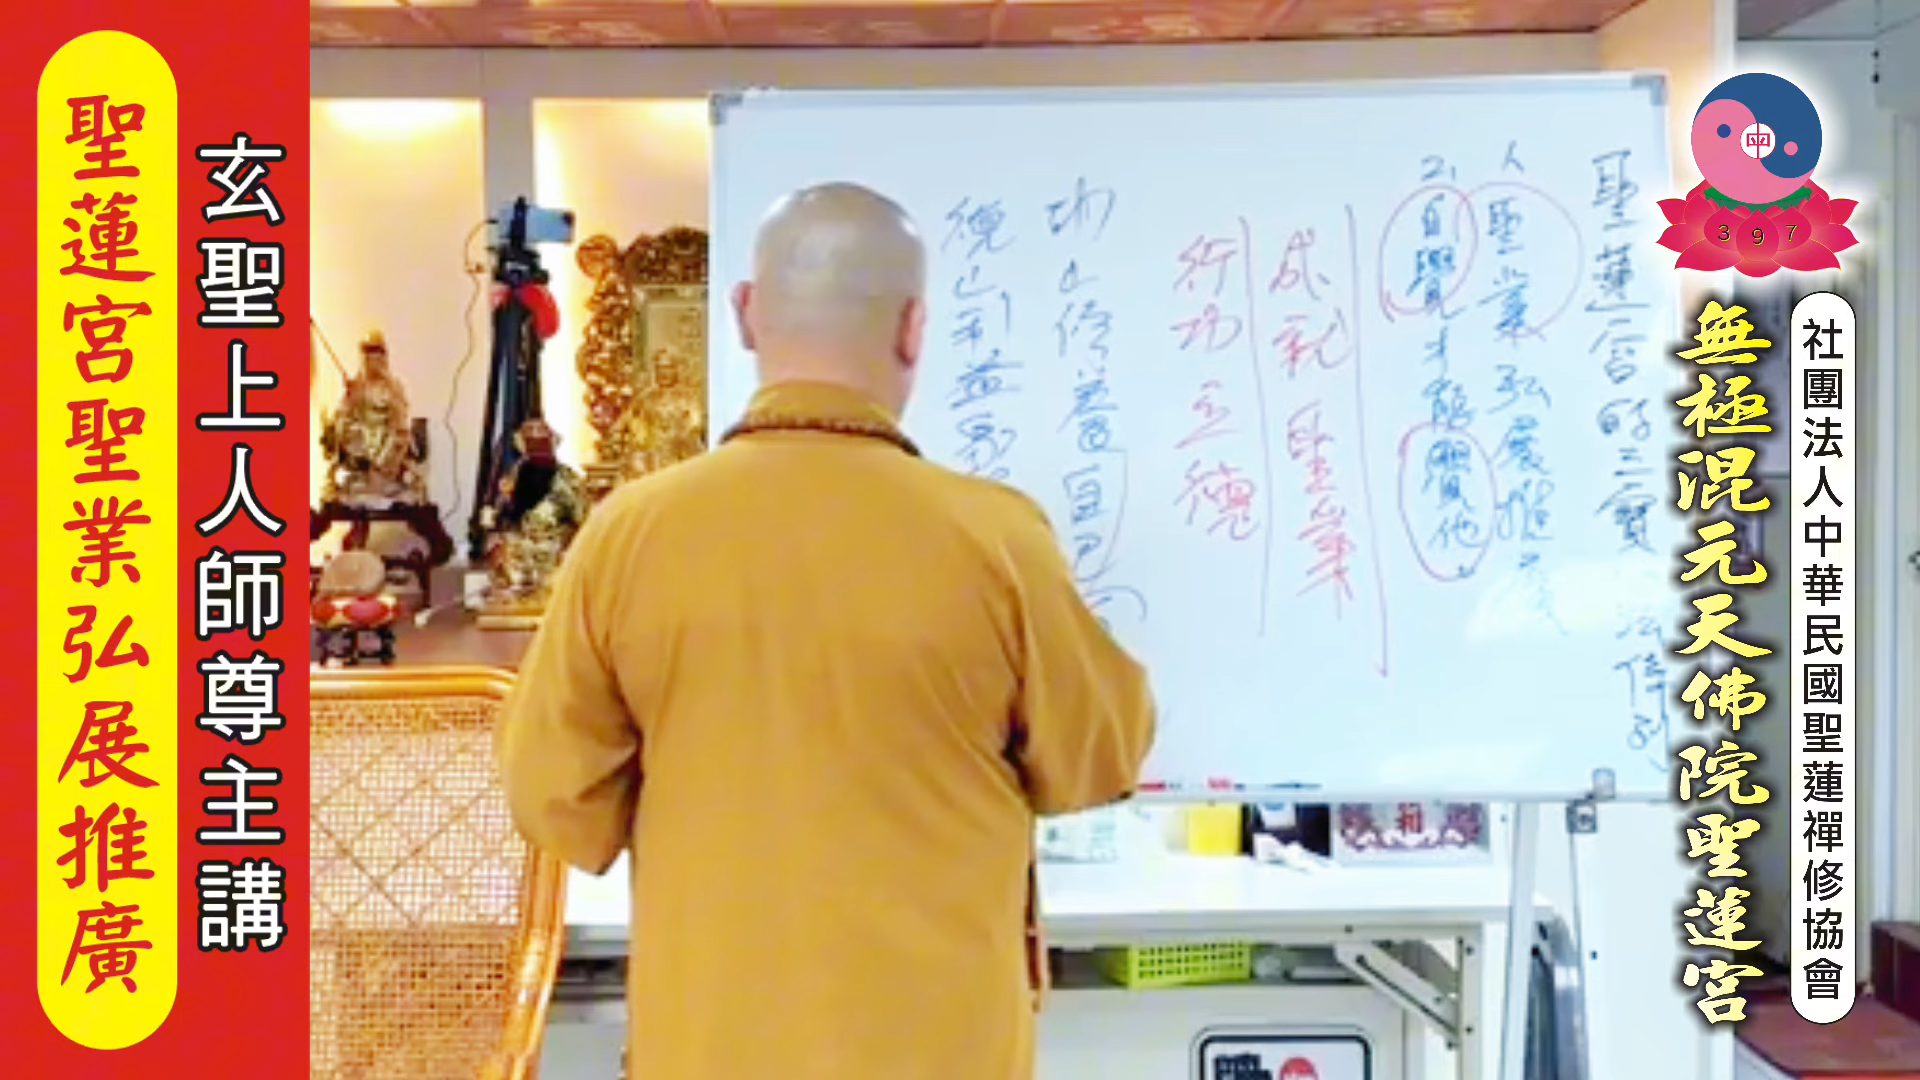 聖蓮宮聖業弘展推廣
玄聖上人師尊主講
社團法人中華民國聖蓮禪修協會
無極混元天佛院聖蓮宮
397
聖蓮宮的三寶
1. 聖業弘展推廣
2. 自覺才能覺他
成就聖業
行功立德
功山修養自己
德山利益眾